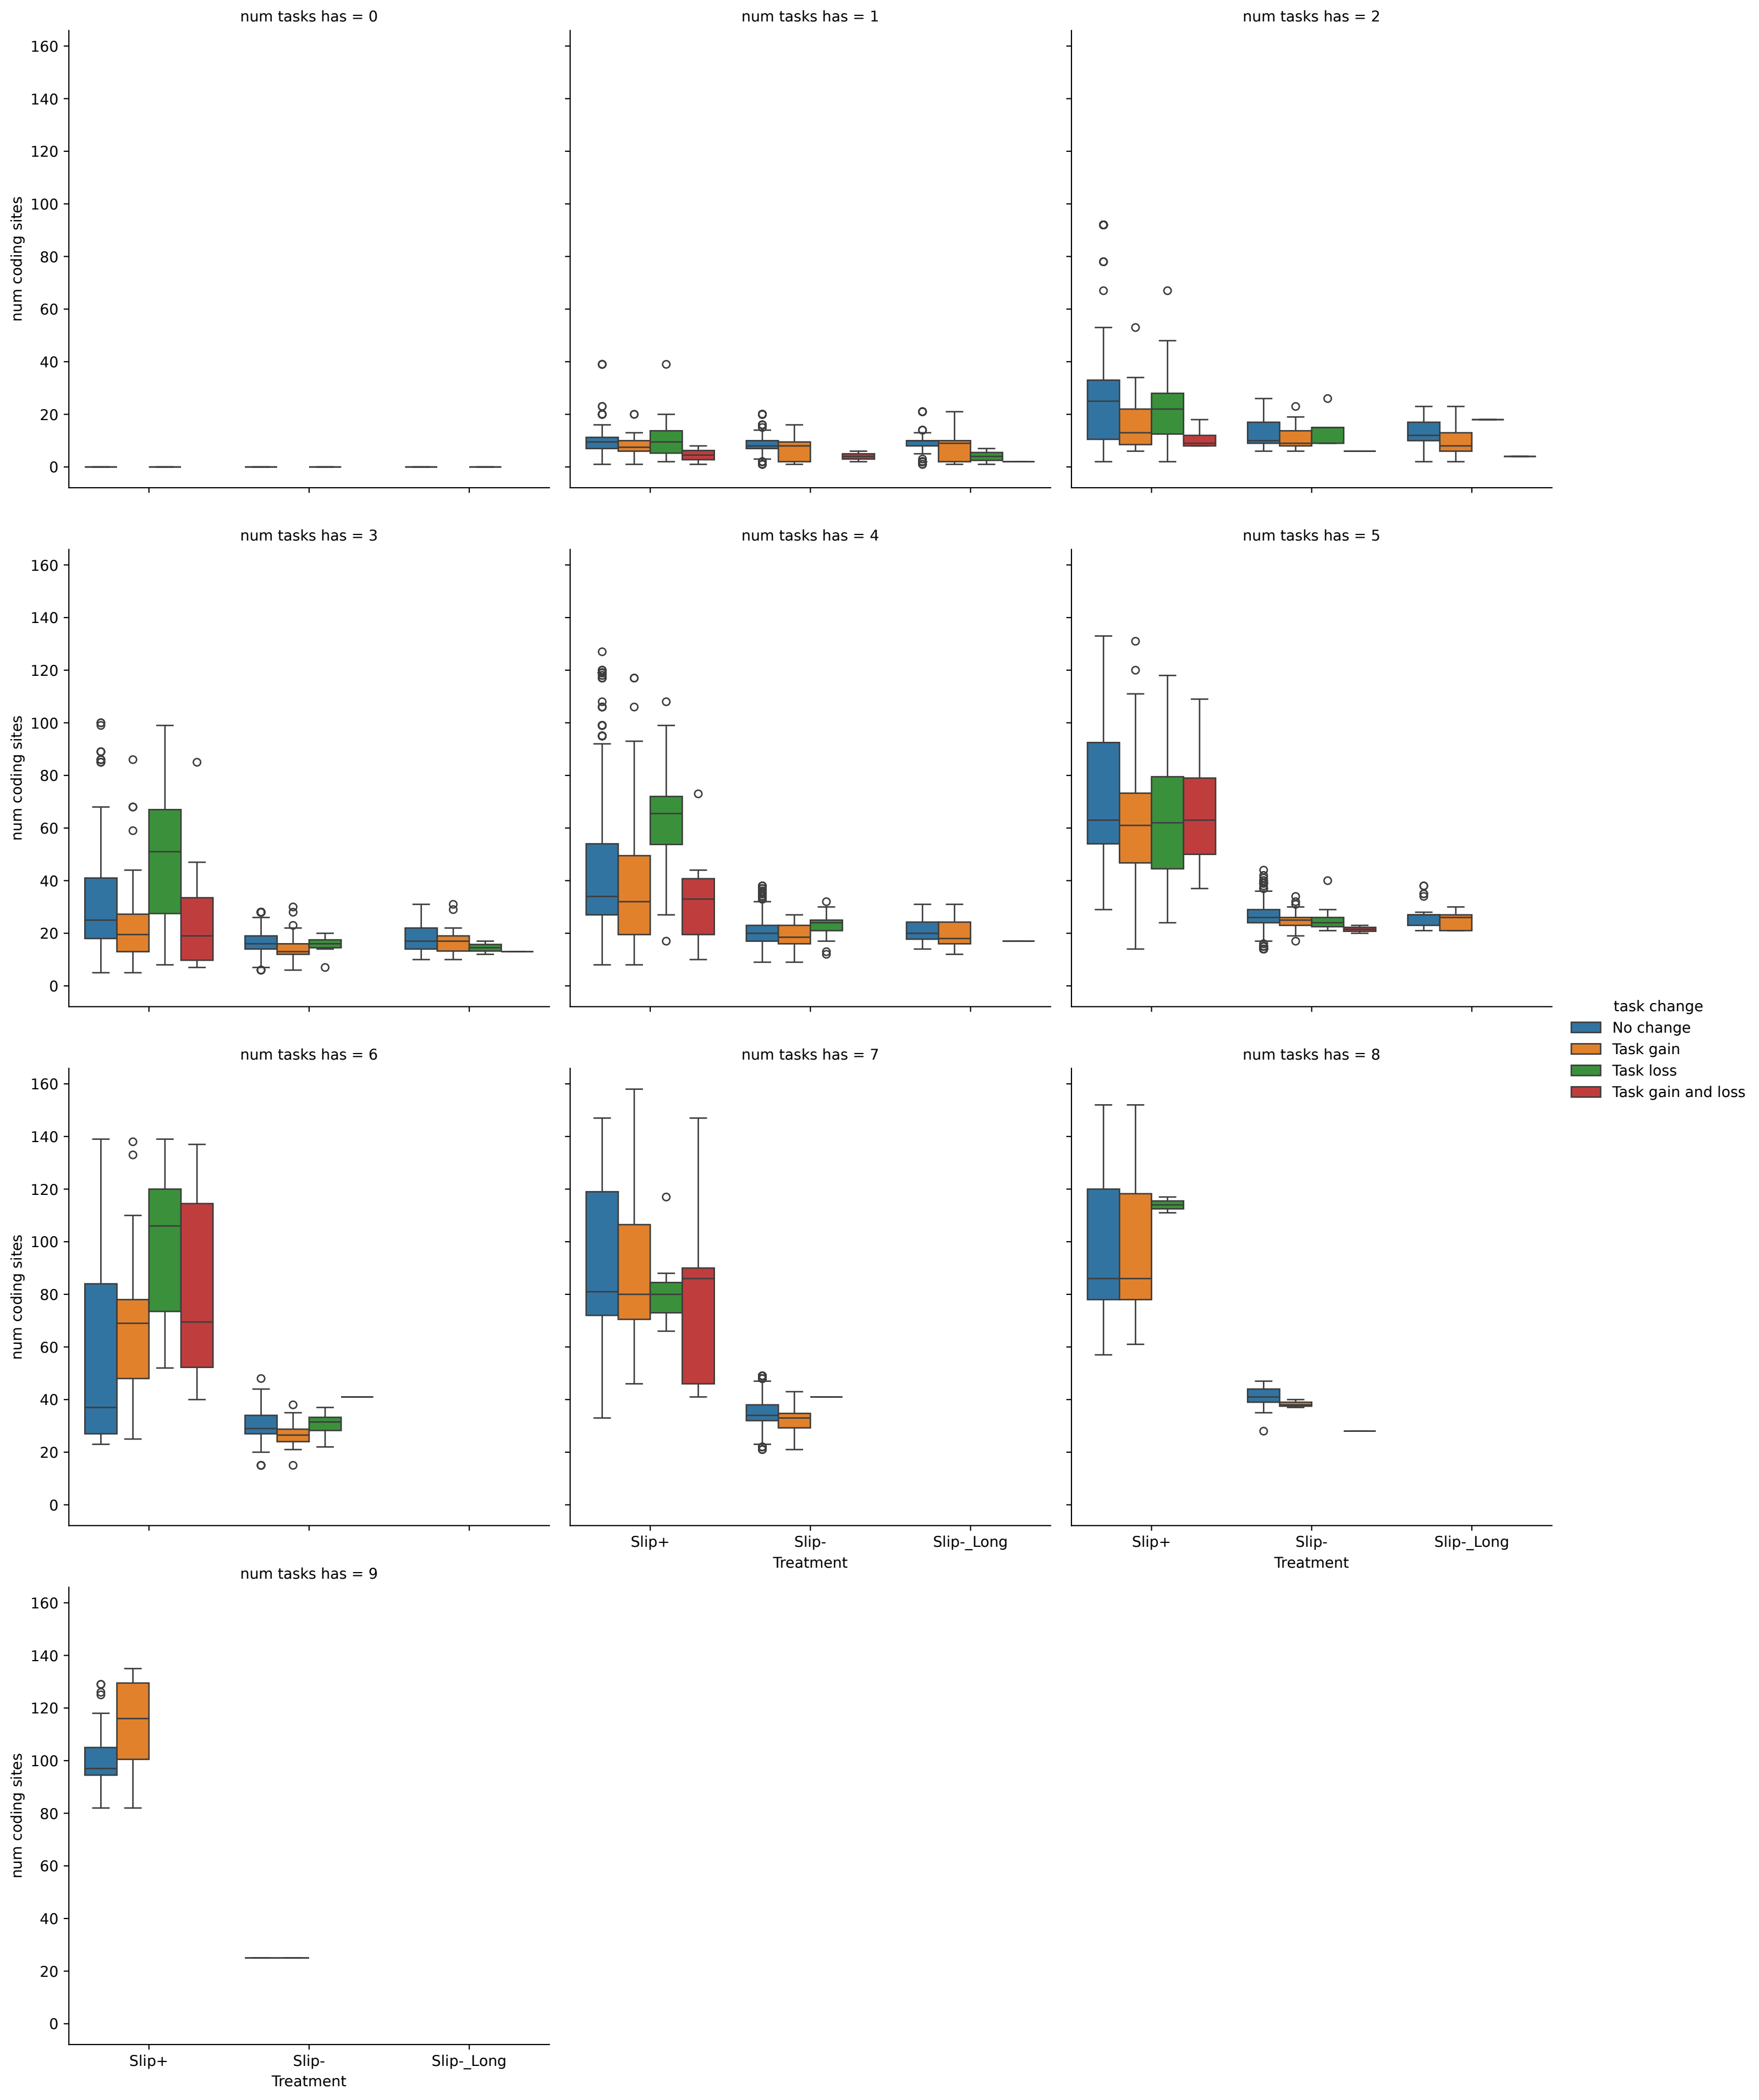 num tasks has = 0
num tasks has = 1
num tasks has = 2
160
140
120
100
80
60
40
20
0
num coding sites
num tasks has = 3
num tasks has = 4
num tasks has = 5
160
140
120
100
80
60
40
20
0
num coding sites
task change
No change
Task gain
Task loss
Task gain and loss
num tasks has = 6
num tasks has = 7
num tasks has = 8
160
140
120
100
80
60
40
20
0
num coding sites
Slip+ Slip- Slip-_Long
Treatment
Slip+ Slip- Slip-_Long
Treatment
num tasks has = 9
160
140
120
100
80
60
40
20
0
num coding sites
Slip+ Slip- Slip-_Long
Treatment